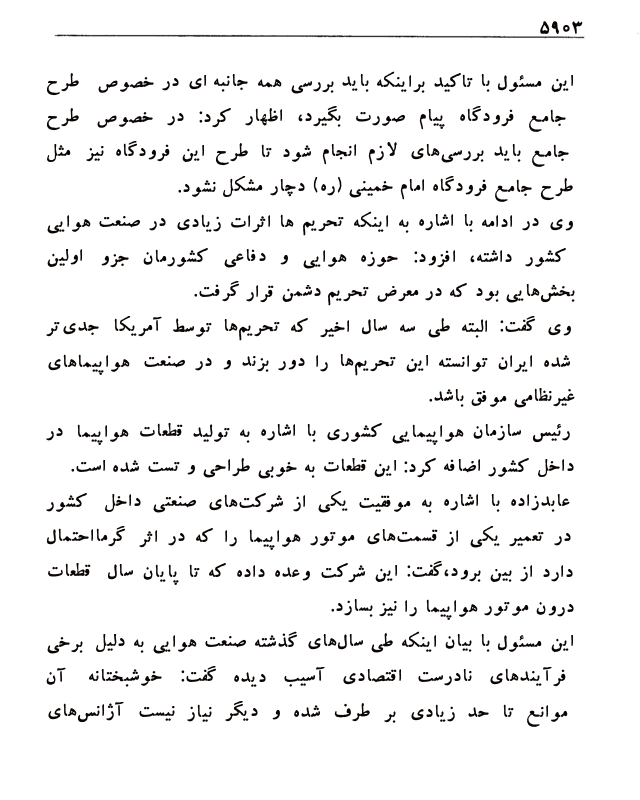 ۵۹۰۳
این مسئول با تاکید براینکه باید بررسی همه جانبه ای در خصوص طرح
جامع فرودگاه پیام صورت بگیرد، اظهار کرد: در خصوص طرح
جامع باید بررسی‌های لازم انجام شود تا طرح این فرودگاه نیز مثل
طرح جامع فرودگاه امام خمینی (ره) دچار مشکل نشود.
وی در ادامه با اشاره به اینکه تحریم ها اثرات زیادی در صنعت هوایی
کشور داشته، افزود: حوزه هوایی و دفاعی کشورمان جزو اولین
بخش‌هایی بود که در معرض تحریم دشمن قرار گرفت.
وی گفت: البته طی سه سال اخیر که تحریم‌ها توسط آمریکا جدی‌تر
شده ایران توانسته این تحریم‌ها را دور بزند و در صنعت هواپیماهای
غیرنظامی موفق باشد.
رئیس سازمان هواپیمایی کشوری با اشاره به تولید قطعات هواپیما در
داخل کشور اضافه کرد: این قطعات به خوبی طراحی و تست شده است.
عابدزاده با اشاره به موفقیت یکی از شرکت‌های صنعتی داخل کشور
در تعمیر یکی از قسمت‌های موتور هواپیما را که در اثر گرمااحتمال
دارد از بین برود،گفت: این شرکت وعده داده که تا پایان سال قطعات
درون موتور هواپیما را نیز بسازد.
این مسئول با بیان اینکه طی سال‌های گذشته صنعت هوایی به دلیل برخی
فرآیندهای نادرست اقتصادی آسیب دیده گفت: خوشبختانه آن
موانع تا حد زیادی بر طرف شده و دیگر نیاز نیست آژانس‌های